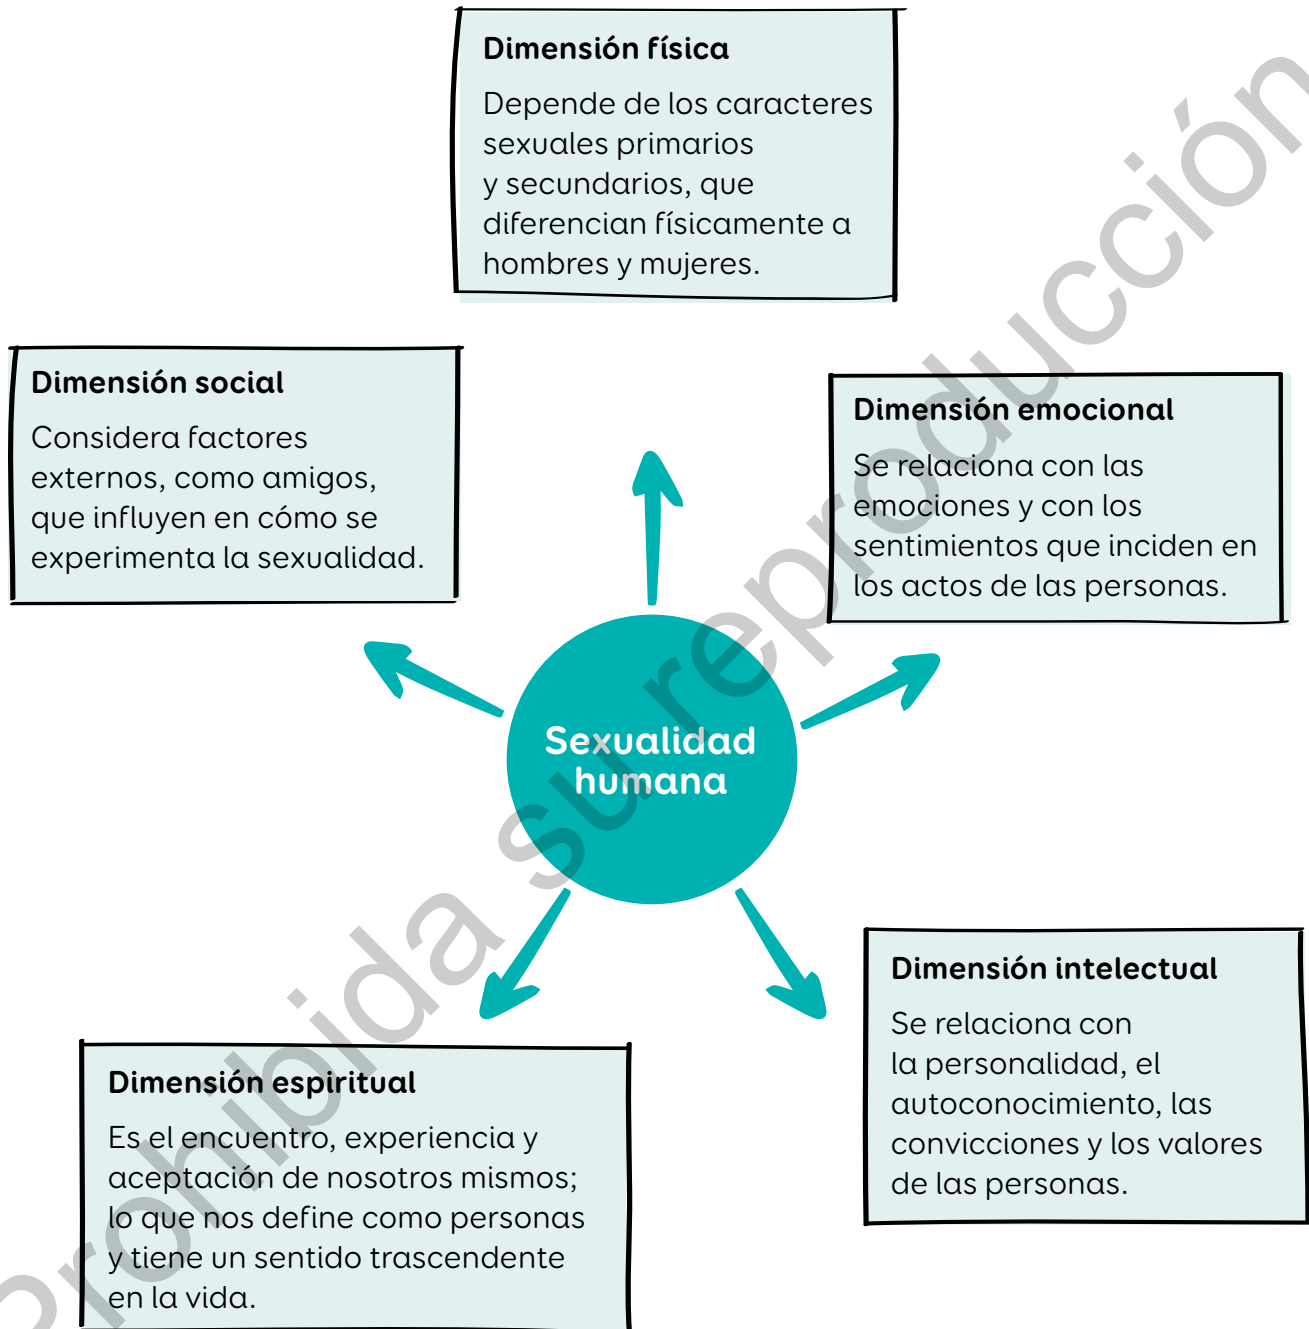 Dimensión física
Depende de los caracteres
sexuales primarios
y secundarios, que
diferencian físicamente a
hombres y mujeres.
Dimensión social
Considera factores
externos, como amigos,
que influyen en cómo se
experimenta la sexualidad.
Dimensión emocional
Se relaciona con las
emociones y con los
sentimientos que inciden en
los actos de las personas.
Sexualidad
humana
Dimensión espiritual
Es el encuentro, experiencia y
aceptación de nosotros mismos;
lo que nos define como personas
y tiene un sentido trascendente
en la vida.
Dimensión intelectual
Se relaciona con
la personalidad, el
autoconocimiento, las
convicciones y los valores
de las personas.
Prohibida su reproducción